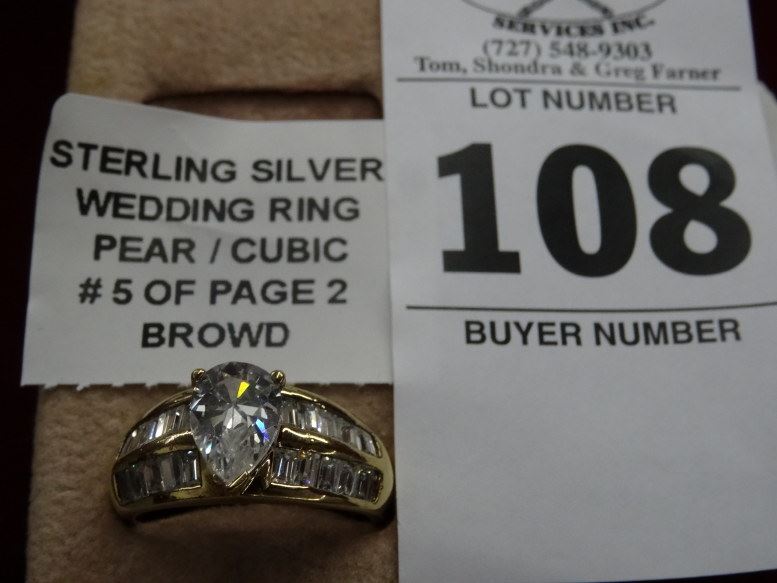 STERLING SILVER
WEDDING RING
PEAR / CUBIC
# 5 OF PAGE 2
BROWD
SERVICES INC.
(727) 548-9303
Tom, Shondra & Greg Farner
LOT NUMBER
108
BUYER NUMBER